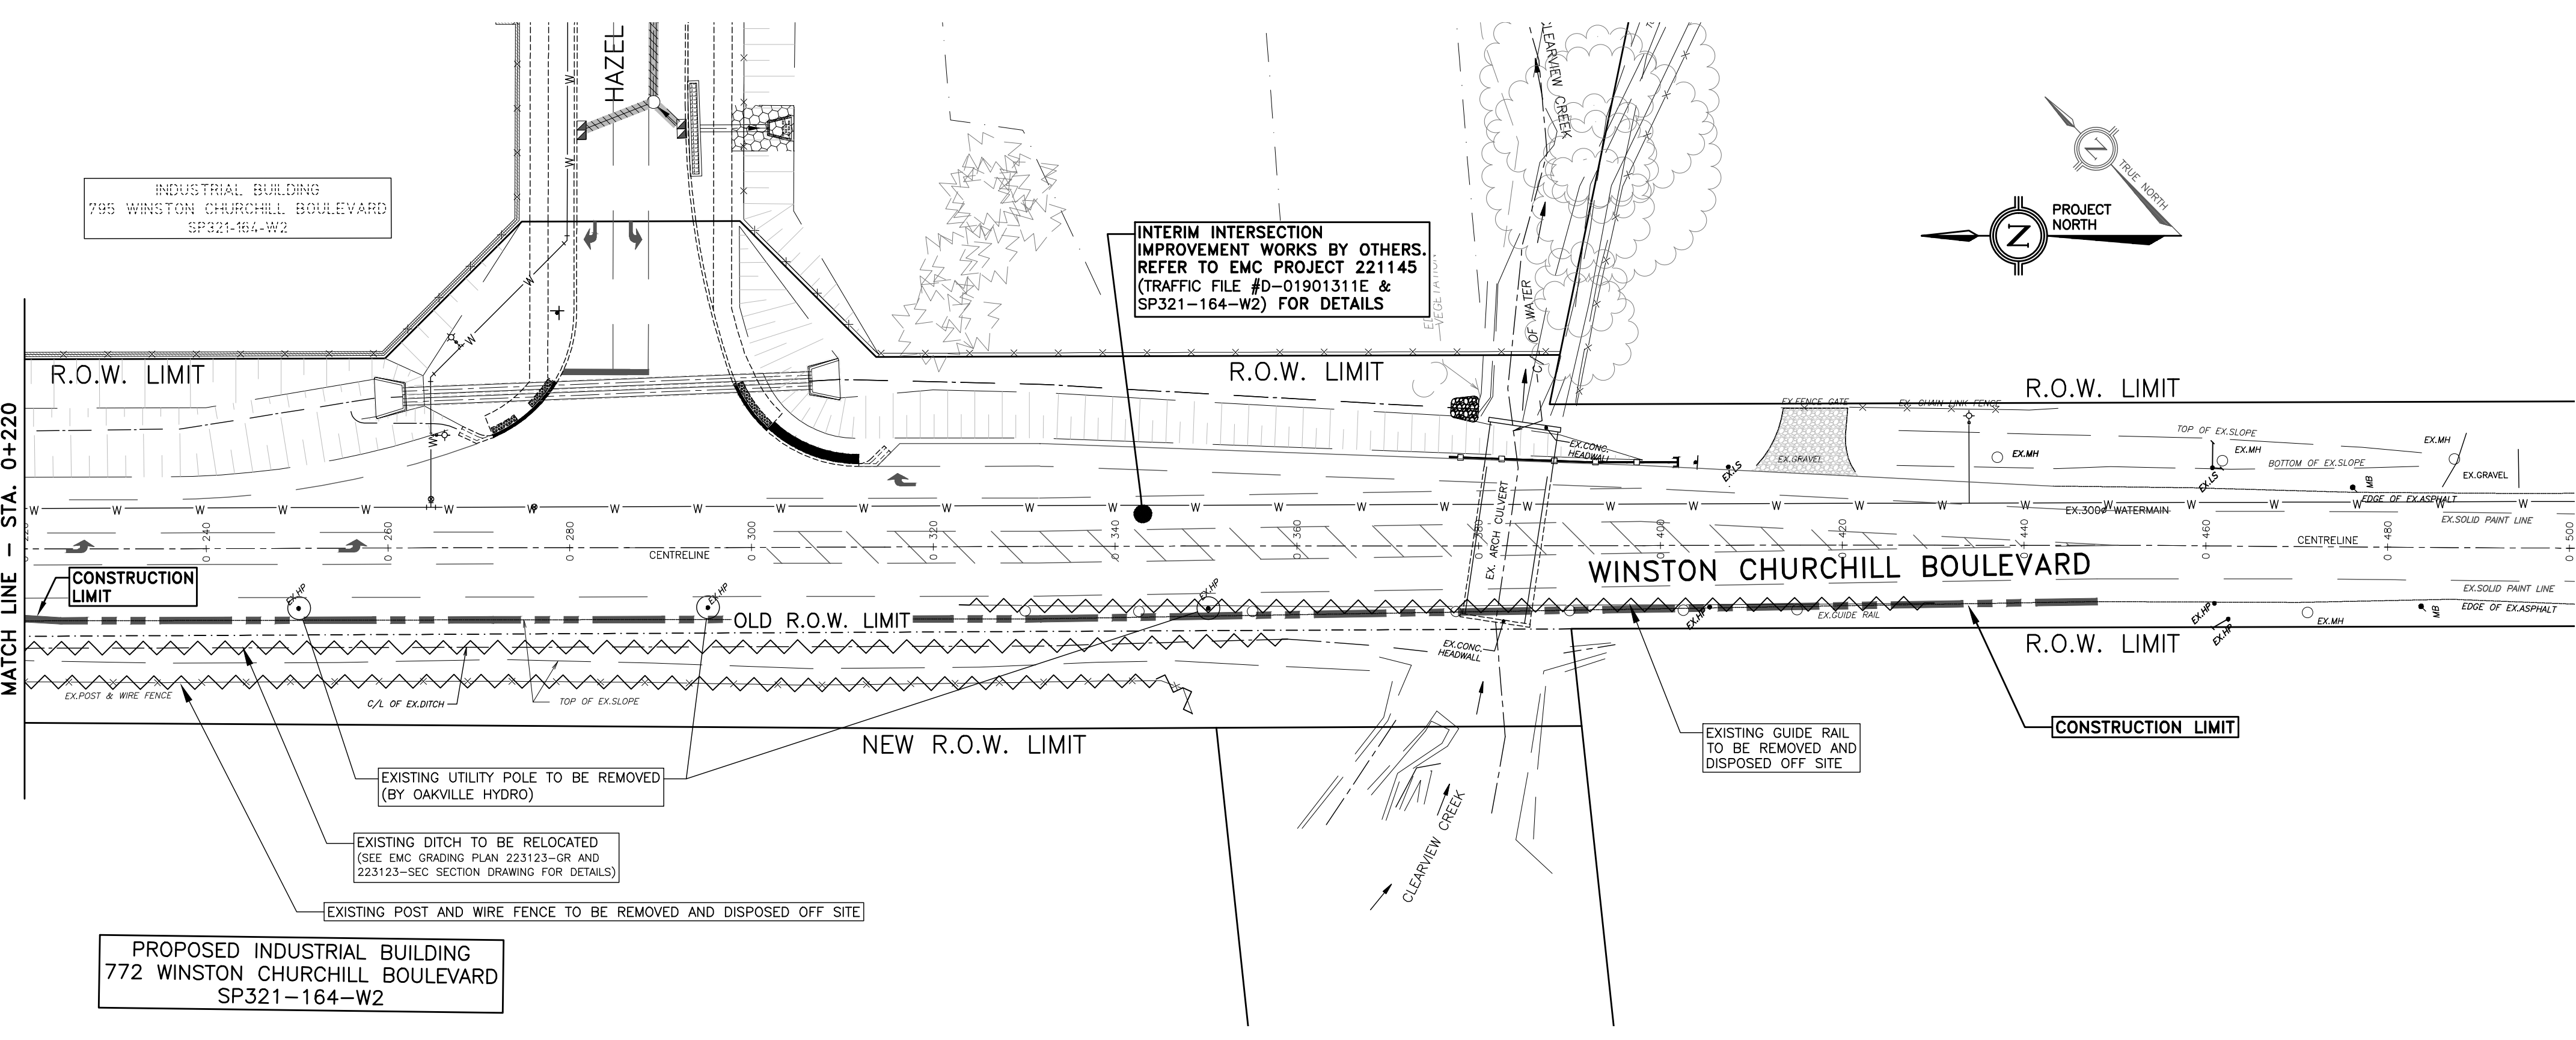 HAZEL
INDUSTRIAL BUILDING
795 WINSTON CHURCHILL BOULEVARD
SP321-164-W2
CLEARVIEW CREEK
TRUE NORTH
N
PROJECT
NORTH
N
INTERIM INTERSECTION
IMPROVEMENT WORKS BY OTHERS.
REFER TO EMC PROJECT 221145
(TRAFFIC FILE #D-01901311E &
SP321-164-W2) FOR DETAILS
VEGETATION
C/L OF WATER
R.O.W. LIMIT
R.O.W. LIMIT
R.O.W. LIMIT
MATCH LINE - STA. 0+220
EX.FENCE GATE
EX. CHAIN LINK FENCE
EX.GRAVEL
EX.CONC.
HEADWALL
EX.LS
EX.MH
TOP OF EX.SLOPE
EX.MH
EX.LS
BOTTOM OF EX.SLOPE
EX.MH
EX.GRAVEL
MB
EDGE OF EX.ASPHALT
EX.300ø WATERMAIN
EX.SOLID PAINT LINE
W W W W W W W W W W W W W W W W W W W W W W W W W W W W W W W
0+240
0+260
0+280
0+300
0+320
0+340
0+360
0+380
0+400
0+420
0+440
0+460
0+480
0+500
CENTRELINE
CENTRELINE
EX. ARCH CULVERT
WINSTON CHURCHILL BOULEVARD
CONSTRUCTION
LIMIT
EX.HP
EX.HP
EX.HP
EX.HP
EX.HP
EX.HP
OLD R.O.W. LIMIT
EX.GUIDE RAIL
EX.SOLID PAINT LINE
EDGE OF EX.ASPHALT
MB
EX.MH
R.O.W. LIMIT
EX.CONC.
HEADWALL
EX.POST & WIRE FENCE
C/L OF EX.DITCH
TOP OF EX.SLOPE
NEW R.O.W. LIMIT
CONSTRUCTION LIMIT
EXISTING GUIDE RAIL
TO BE REMOVED AND
DISPOSED OFF SITE
EXISTING UTILITY POLE TO BE REMOVED
(BY OAKVILLE HYDRO)
CLEARVIEW CREEK
EXISTING DITCH TO BE RELOCATED
(SEE EMC GRADING PLAN 223123-GR AND
223123-SEC SECTION DRAWING FOR DETAILS)
EXISTING POST AND WIRE FENCE TO BE REMOVED AND DISPOSED OFF SITE
PROPOSED INDUSTRIAL BUILDING
772 WINSTON CHURCHILL BOULEVARD
SP321-164-W2